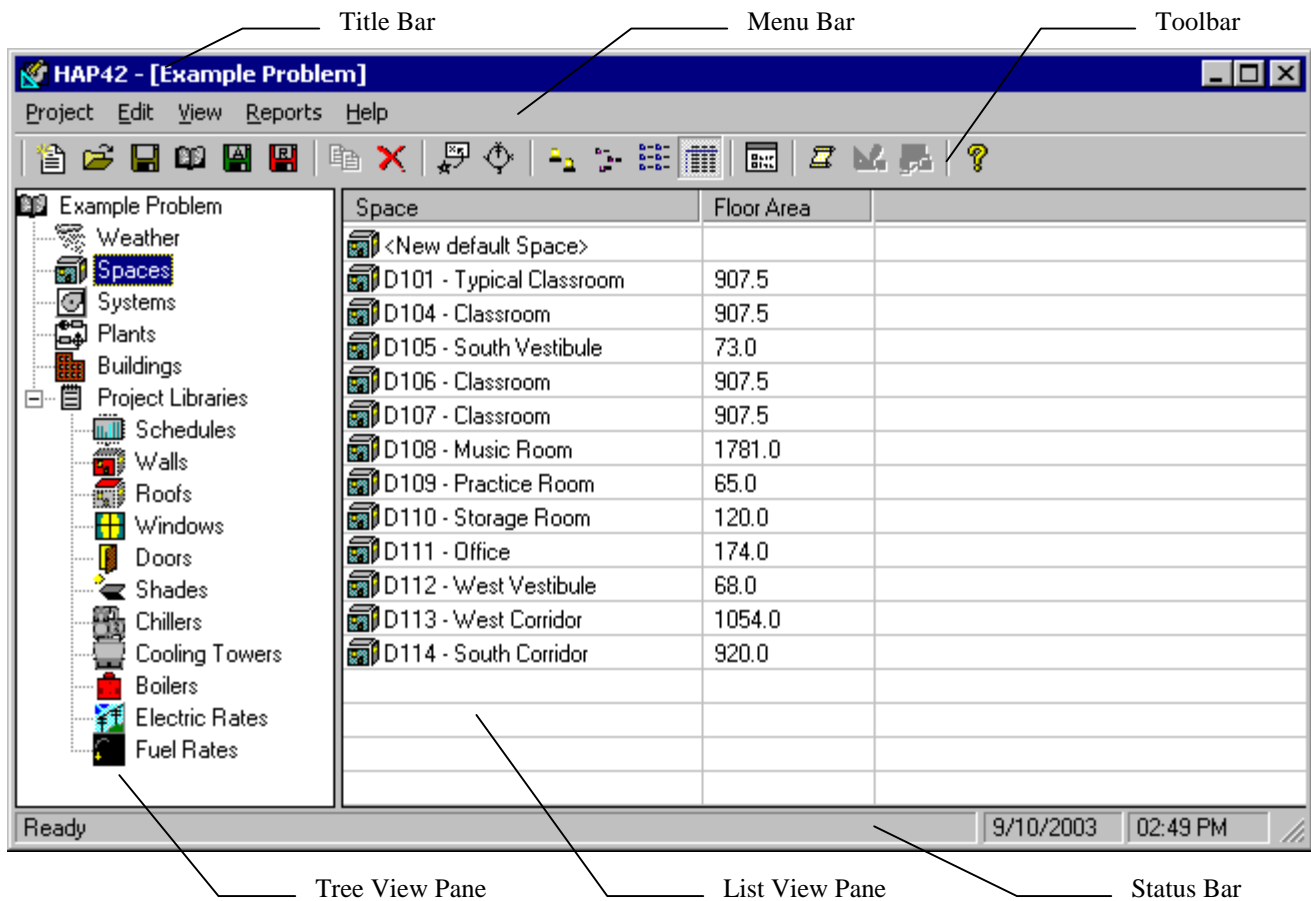 Title Bar Menu Bar Toolbar
HAP42 - [Example Problem]
Project Edit View Reports Help
Example Problem
Weather
Spaces
Systems
Plants
Buildings
Project Libraries
Schedules
Walls
Roofs
Windows
Doors
Shades
Chillers
Cooling Towers
Boilers
Electric Rates
Fuel Rates
Space Floor Area
<New default Space>
D101 - Typical Classroom 907.5
D104 - Classroom 907.5
D105 - South Vestibule 73.0
D106 - Classroom 907.5
D107 - Classroom 907.5
D108 - Music Room 1781.0
D109 - Practice Room 65.0
D110 - Storage Room 120.0
D111 - Office 174.0
D112 - West Vestibule 68.0
D113 - West Corridor 1054.0
D114 - South Corridor 920.0
Ready 9/10/2003 02:49 PM
Tree View Pane List View Pane Status Bar